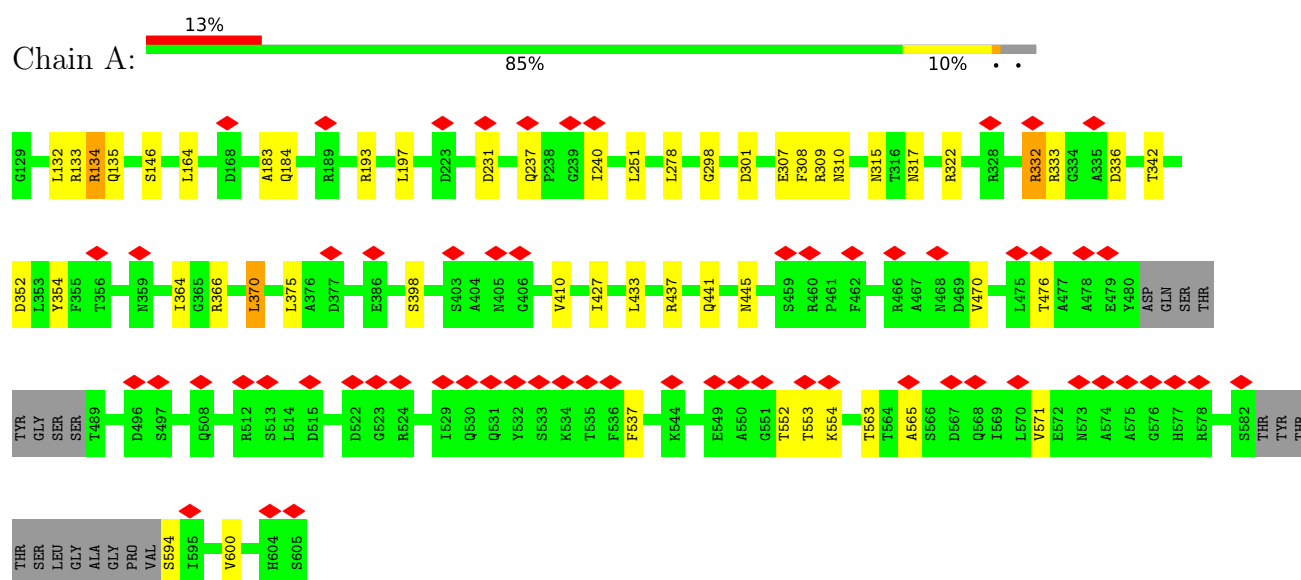 13%
Chain A:
85% 10% • •
G129 L132 R133 R134 Q135 S146 L164 D168 A183 Q184 R189 R193 L197 D223 D231 Q237 P238 G239 I240 L251 L278 G298 D301 E307 F308 R309 N310 N315 T316 N317 R322 R328 R332 R333 G334 A335 D336 T342
D352 L353 Y354 F355 T356 N359 I364 G365 R366 L370 L375 A376 D377 E386 S398 S403 A404 N405 G406 V410 I427 L433 R437 Q441 N445 S459 R460 P461 F462 R466 A467 N468 D469 V470 L475 T476 A477 A478 E479 Y480 ASP GLN SER THR
TYR GLY SER SER T489 D496 S497 Q508 R512 S513 L514 D515 D522 G523 R524 I529 Q530 Q531 Y532 S533 K534 T535 F536 F537 K544 E549 A550 G551 T552 T553 K554 T563 T564 A565 S566 D567 Q568 I569 L570 V571 E572 N573 A574 A575 G576 H577 R578 S582 THR TYR THR
THR SER LEU GLY ALA GLY PRO VAL S594 I595 V600 H604 S605